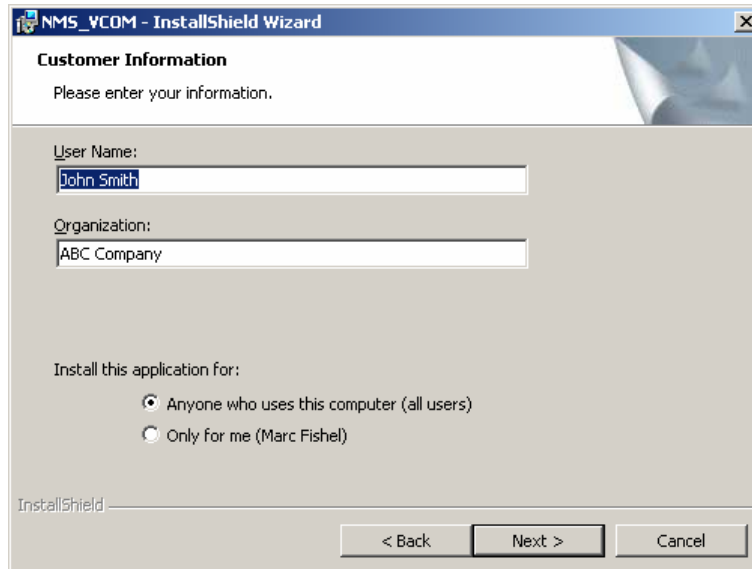 NMS_VCOM - InstallShield Wizard
Customer Information
Please enter your information.
User Name:
John Smith
Organization:
ABC Company
Install this application for:
Anyone who uses this computer (all users)
Only for me (Marc Fishel)
InstallShield
< Back Next > Cancel